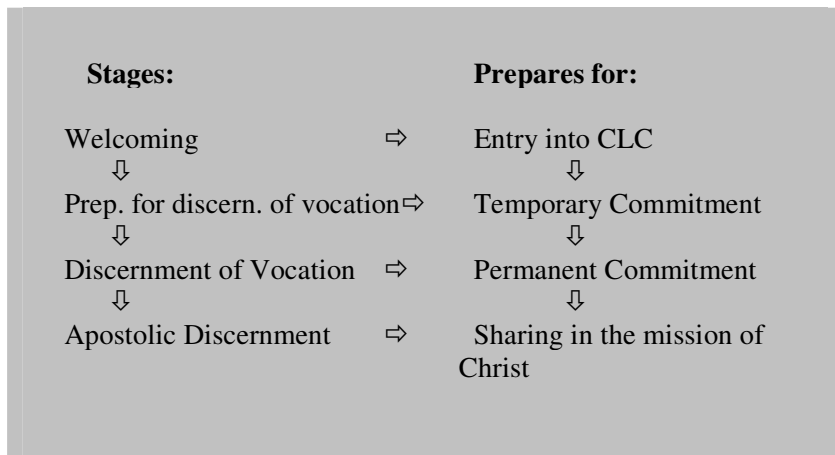 Stages: Prepares for:
Welcoming ⇨ Entry into CLC
⇩ ⇩
Prep. for discern. of vocation⇨ Temporary Commitment
⇩ ⇩
Discernment of Vocation ⇨ Permanent Commitment
⇩ ⇩
Apostolic Discernment ⇨ Sharing in the mission of
Christ